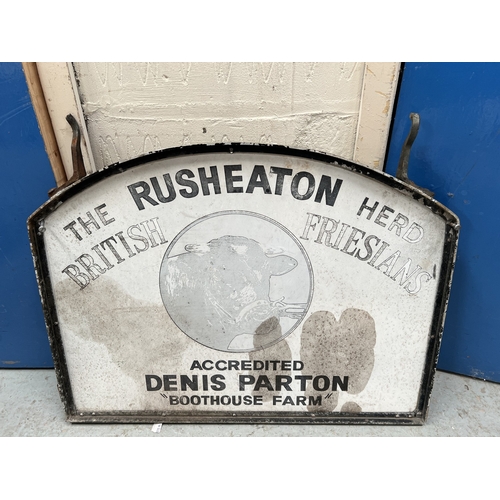 THE RUSHEATON HERD
BRITISH FRIESIANS
ACCREDITED
DENIS PARTON
"BOOTHOUSE FARM"